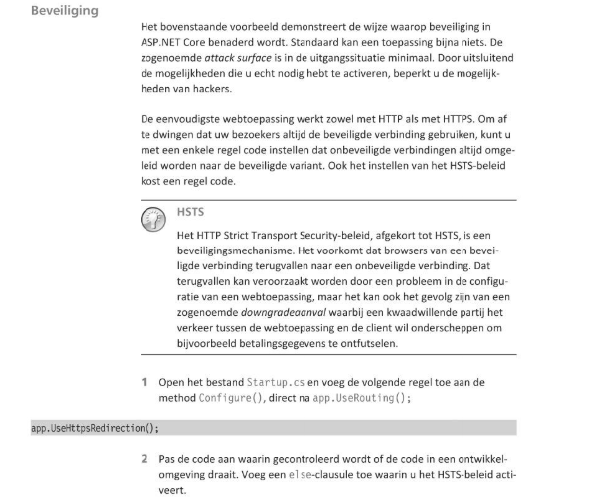 Beveiliging
Het bovenstaande voorbeeld demonstreert de wijze waarop beveiliging in
ASP.NET Core benaderd wordt. Standaard kan een toepassing bijna niets. De
zogenoemde attack surface is in de uitgangssituatie minimaal. Door uitsluitend
de mogelijkheden die u echt nodig hebt te activeren, beperkt u de mogelijk-
heden van hackers.
De eenvoudigste webtoepassing werkt zowel met HTTP als met HTTPS. Om af
te dwingen dat uw bezoekers altijd de beveiligde verbinding gebruiken, kunt u
met een enkele regel code instellen dat onbeveiligde verbindingen altijd omge-
leid worden naar de beveiligde variant. Ook het instellen van het HSTS-beleid
kost een regel code.
HSTS
Het HTTP Strict Transport Security-beleid, afgekort tot HSTS, is een
beveiligingsmechanisme. Het voorkomt dat browsers van een bevei-
ligde verbinding terugvallen naar een onbeveiligde verbinding. Dat
terugvallen kan veroorzaakt worden door een probleem in de configu-
ratie van een webtoepassing, maar het kan ook het gevolg zijn van een
zogenoemde downgradeaanval waarbij een kwaadwillende partij het
verkeer tussen de webtoepassing en de client wil onderscheppen om
bijvoorbeeld betalingsgegevens te ontfutselen.
1 Open het bestand Startup.cs en voeg de volgende regel toe aan de
method Configure(), direct na app.UseRouting();
app.UseHttpsRedirection();
2 Pas de code aan waarin gecontroleerd wordt of de code in een ontwikkel-
omgeving draait. Voeg een else-clausule toe waarin u het HSTS-beleid acti-
veert.